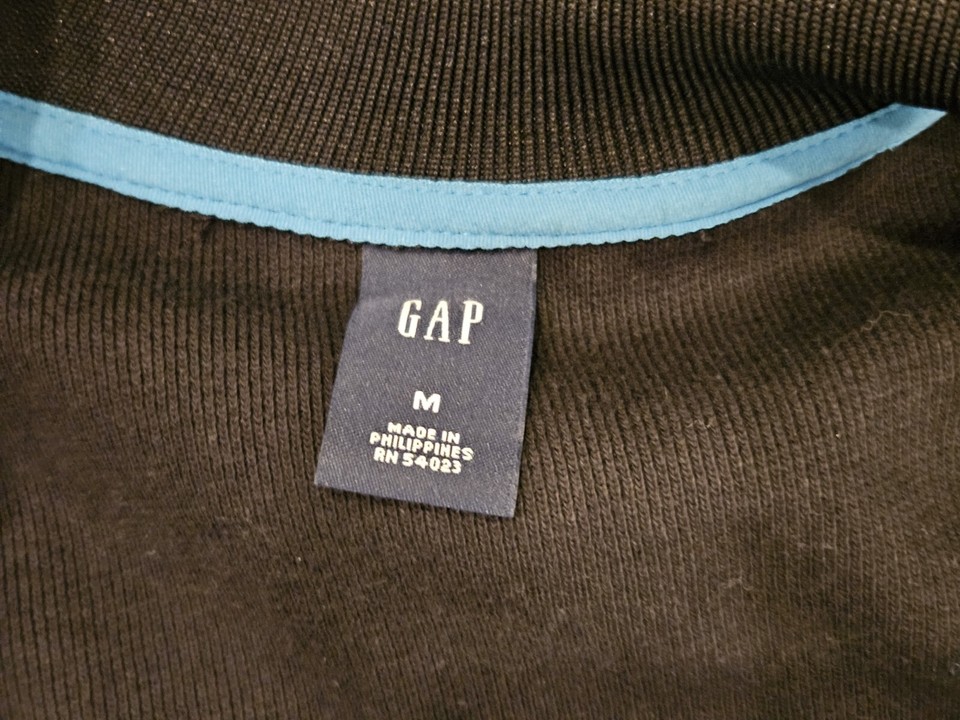 GAP
M
MADE IN
PHILIPPINES
RN 54023